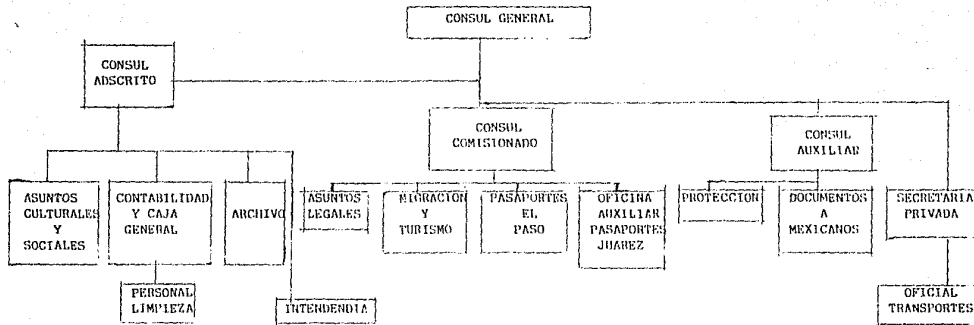 CONSUL GENERAL
CONSUL
ADSCRITO
CONSUL
COMISIONADO
CONSUL
AUXILIAR
ASUNTOS
CULTURALES
Y
SOCIALES
CONTABILIDAD
Y CAJA
GENERAL
ARCHIVO
ASUNTOS
LEGALES
MIGRACION
Y
TURISMO
PASAPORTES
EL
PASO
OFICINA
AUXILIAR
PASAPORTES
JUAREZ
PROTECCION
DOCUMENTOS
A
MEXICANOS
SECRETARIA
PRIVADA
PERSONAL
LIMPIEZA
INTENDENDIA
OFICIAL
TRANSPORTES